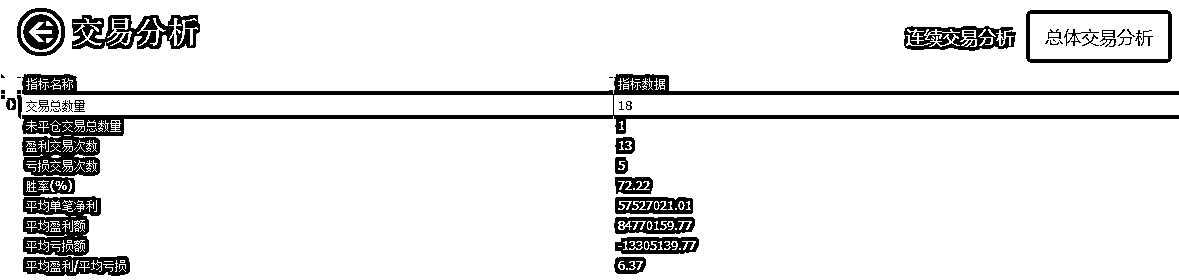 交易分析
连续交易分析 总体交易分析
指标名称 指标数据
0 交易总数量 18
未平仓交易总数量 1
盈利交易次数 13
亏损交易次数 5
胜率(%) 72.22
平均单笔净利 57527021.01
平均盈利额 84770159.77
平均亏损额 -13305139.77
平均盈利/平均亏损 6.37